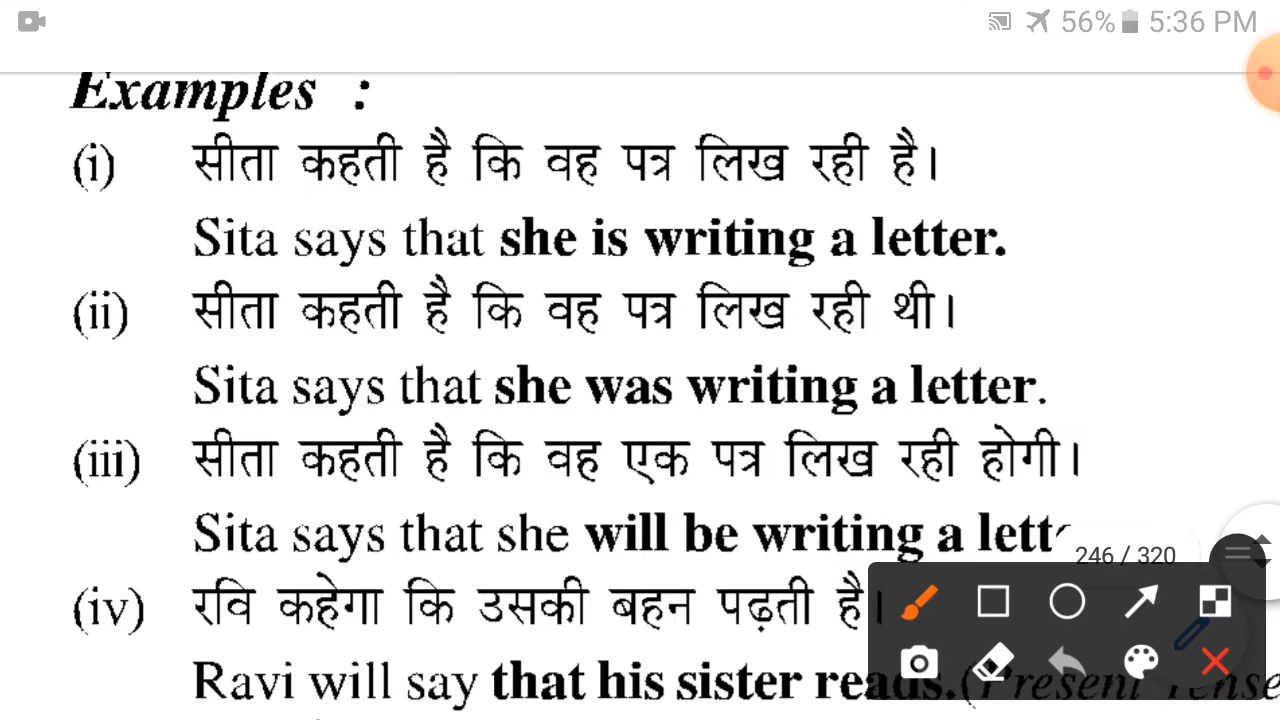 56% 5:36 PM
Examples :
(i) सीता कहती है कि वह पत्र लिख रही है।
Sita says that she is writing a letter.
(ii) सीता कहती है कि वह पत्र लिख रही थी।
Sita says that she was writing a letter.
(iii) सीता कहती है कि वह एक पत्र लिख रही होगी।
Sita says that she will be writing a
246 / 320
(iv) रवि कहेगा कि उसकी बहन पढ़ती है।
Ravi will say that his sister reads. (Present Tense